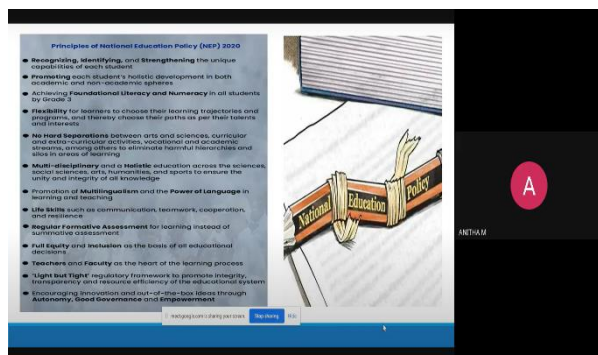 Principles of National Education Policy (NEP) 2020
Recognizing, Identifying, and Strengthening the unique
capabilities of each student
Promoting each student's holistic development in both
academic and non-academic spheres
Achieving Foundational Literacy and Numeracy in all students
by Grade 3
Flexibility for learners to choose their learning trajectories and
programs, and thereby choose their paths as per their talents
and interests
No Hard Separations between arts and sciences, curricular
and extra-curricular activities, vocational and academic
streams, among others to eliminate harmful hierarchies and
silos in areas of learning
Multi-disciplinary and a Holistic education across the sciences,
social sciences, arts, humanities, and sports to ensure the
unity and integrity of all knowledge
Promotion of Multilingualism and the Power of Language in
learning and teaching
Life Skills such as communication, teamwork, cooperation,
and resilience
Regular Formative Assessment for learning instead of
summative assessment
Full Equity and Inclusion as the basis of all educational
decisions
Teachers and Faculty as the heart of the learning process
'Light but Tight' regulatory framework to promote integrity,
transparency and resource efficiency of the educational system
Encouraging innovation and out-of-the-box ideas through
Autonomy, Good Governance and Empowerment
National Education Policy
meet.google.com is sharing your screen. Stop sharing Hide
A
ANITHA M